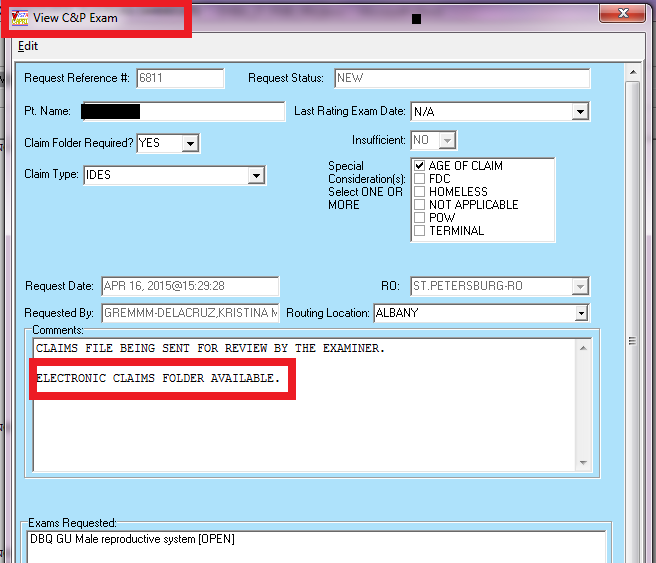 View C&P Exam
Edit
Request Reference #: 6811 Request Status: NEW
Pt. Name: Last Rating Exam Date: N/A
Claim Folder Required? YES Insufficient: NO
Claim Type: IDES
Special Consideration(s): Select ONE OR MORE
AGE OF CLAIM
FDC
HOMELESS
NOT APPLICABLE
POW
TERMINAL
Request Date: APR 16, 2015@15:29:28 RO: ST.PETERSBURG-RO
Requested By: GREMMM-DELACRUZ,KRISTINA M Routing Location: ALBANY
Comments:
CLAIMS FILE BEING SENT FOR REVIEW BY THE EXAMINER.
ELECTRONIC CLAIMS FOLDER AVAILABLE.
Exams Requested:
DBQ GU Male reproductive system [OPEN]